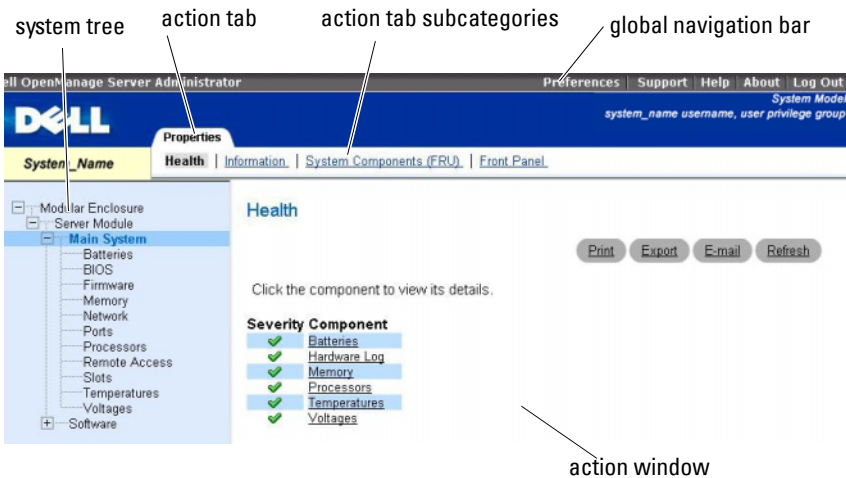 system tree
action tab
action tab subcategories
global navigation bar
ell OpenManage Server Administrator
Preferences | Support | Help | About | Log Out
System Model
system_name username, user privilege group
DELL
Properties
System_Name
Health | Information | System Components (FRU) | Front Panel
Modular Enclosure
Server Module
Main System
Batteries
BIOS
Firmware
Memory
Network
Ports
Processors
Remote Access
Slots
Temperatures
Voltages
Software
Health
Print Export E-mail Refresh
Click the component to view its details.
Severity Component
Batteries
Hardware Log
Memory
Processors
Temperatures
Voltages
action window